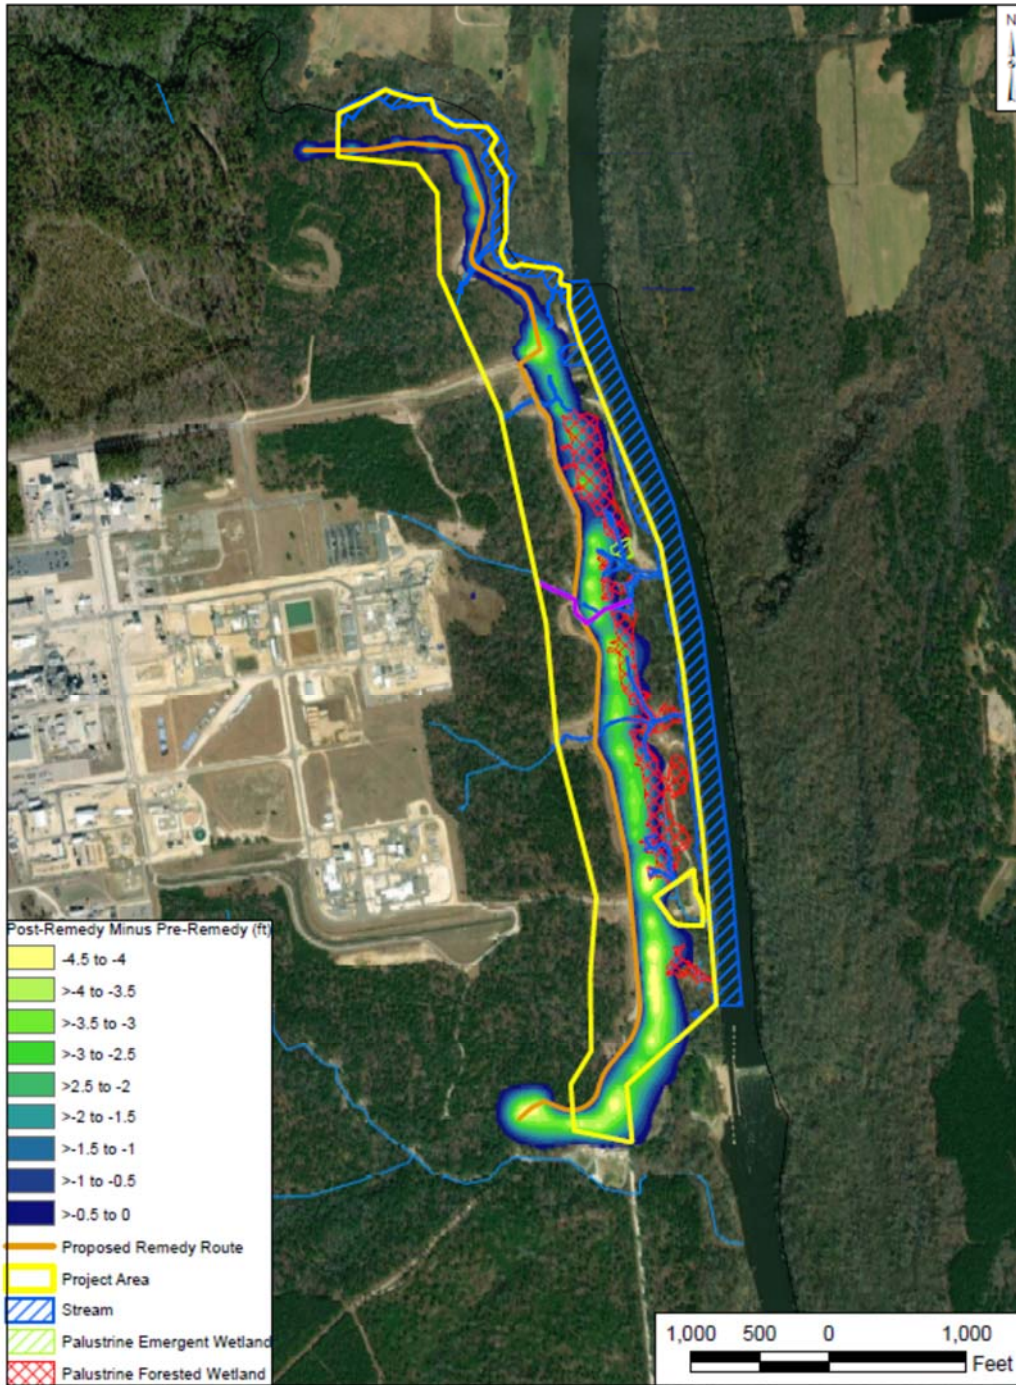 N
S
Post-Remedy Minus Pre-Remedy (ft)
-4.5 to -4
>-4 to -3.5
>-3.5 to -3
>-3 to -2.5
>2.5 to -2
>-2 to -1.5
>-1.5 to -1
>-1 to -0.5
>-0.5 to 0
Proposed Remedy Route
Project Area
Stream
Palustrine Emergent Wetland
Palustrine Forested Wetland
1,000 500 0 1,000
Feet